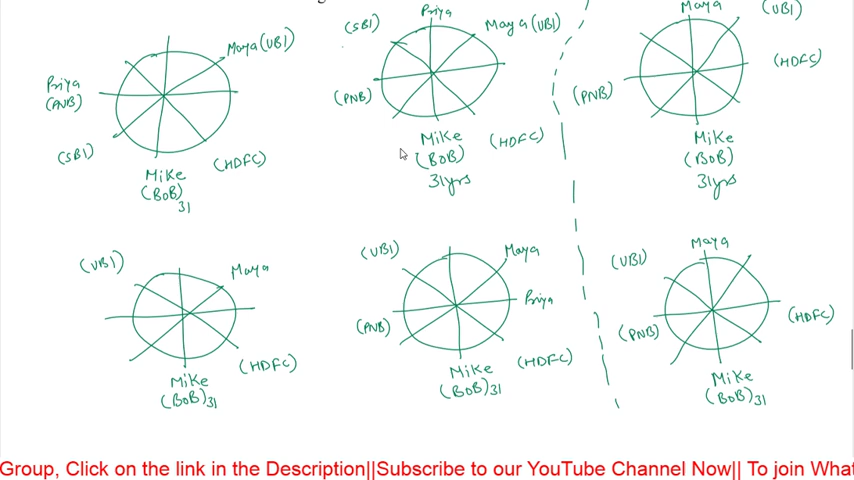 (SBI)
Priya
Maya (UBI)
(PNB)
Mike
(BOB)
31yrs
(HDFC)
Maya (UBI)
Priya
(PNB)
(SBI)
Mike
(BOB)
31
(HDFC)
Maya
(UBI)
(HDFC)
(PNB)
Mike
(BOB)
31yrs
(UBI)
Maya
(HDFC)
Mike
(BOB) 31
(UBI)
Maya
Priya
(PNB)
(HDFC)
Mike
(BOB) 31
Maya
(UBI)
(PNB)
(HDFC)
Mike
(BOB) 31
Group, Click on the link in the Description||Subscribe to our YouTube Channel Now|| To join What